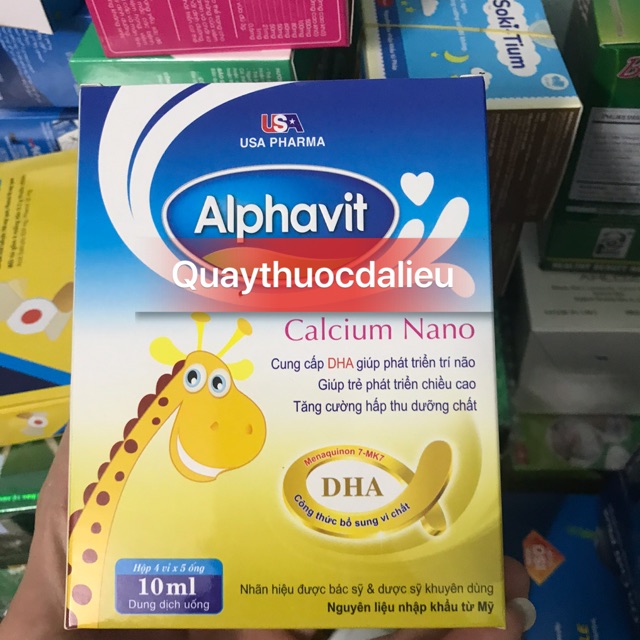 Saki Tium
USA
USA PHARMA
Alphavit
Quaythuocdalieu
Calcium Nano
Cung cấp DHA giúp phát triển trí não
Giúp trẻ phát triển chiều cao
Tăng cường hấp thu dưỡng chất
Menaquinon 7-MK7
DHA
Công thức bổ sung vi chất
Hộp 4 vỉ x 5 ống
10ml
Dung dịch uống
Nhãn hiệu được bác sỹ & dược sỹ khuyên dùng
Nguyên liệu nhập khẩu từ Mỹ